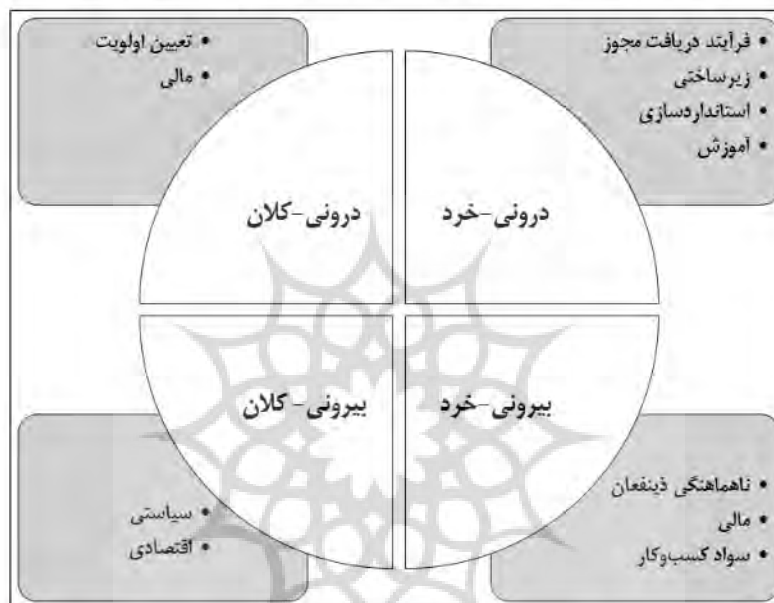 • فرآیند دریافت مجوز
• زیرساختی
• استانداردسازی
• آموزش
• تعیین اولویت
• مالی
درونی-خرد
درونی-کلان
بیرونی-خرد
بیرونی-کلان
• ناهماهنگی ذینفعان
• مالی
• سواد کسب‌وکار
• سیاستی
• اقتصادی